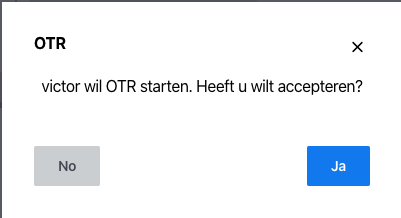 OTR
victor wil OTR starten. Heeft u wilt accepteren?
No
Ja